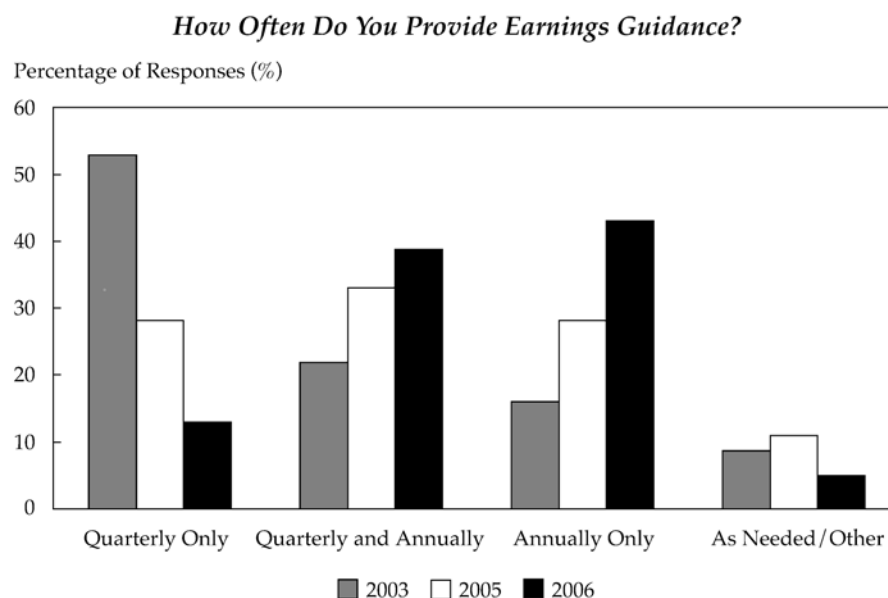 How Often Do You Provide Earnings Guidance?
Percentage of Responses (%)
60
50
40
30
20
10
0
Quarterly Only Quarterly and Annually Annually Only As Needed/Other
2003 2005 2006